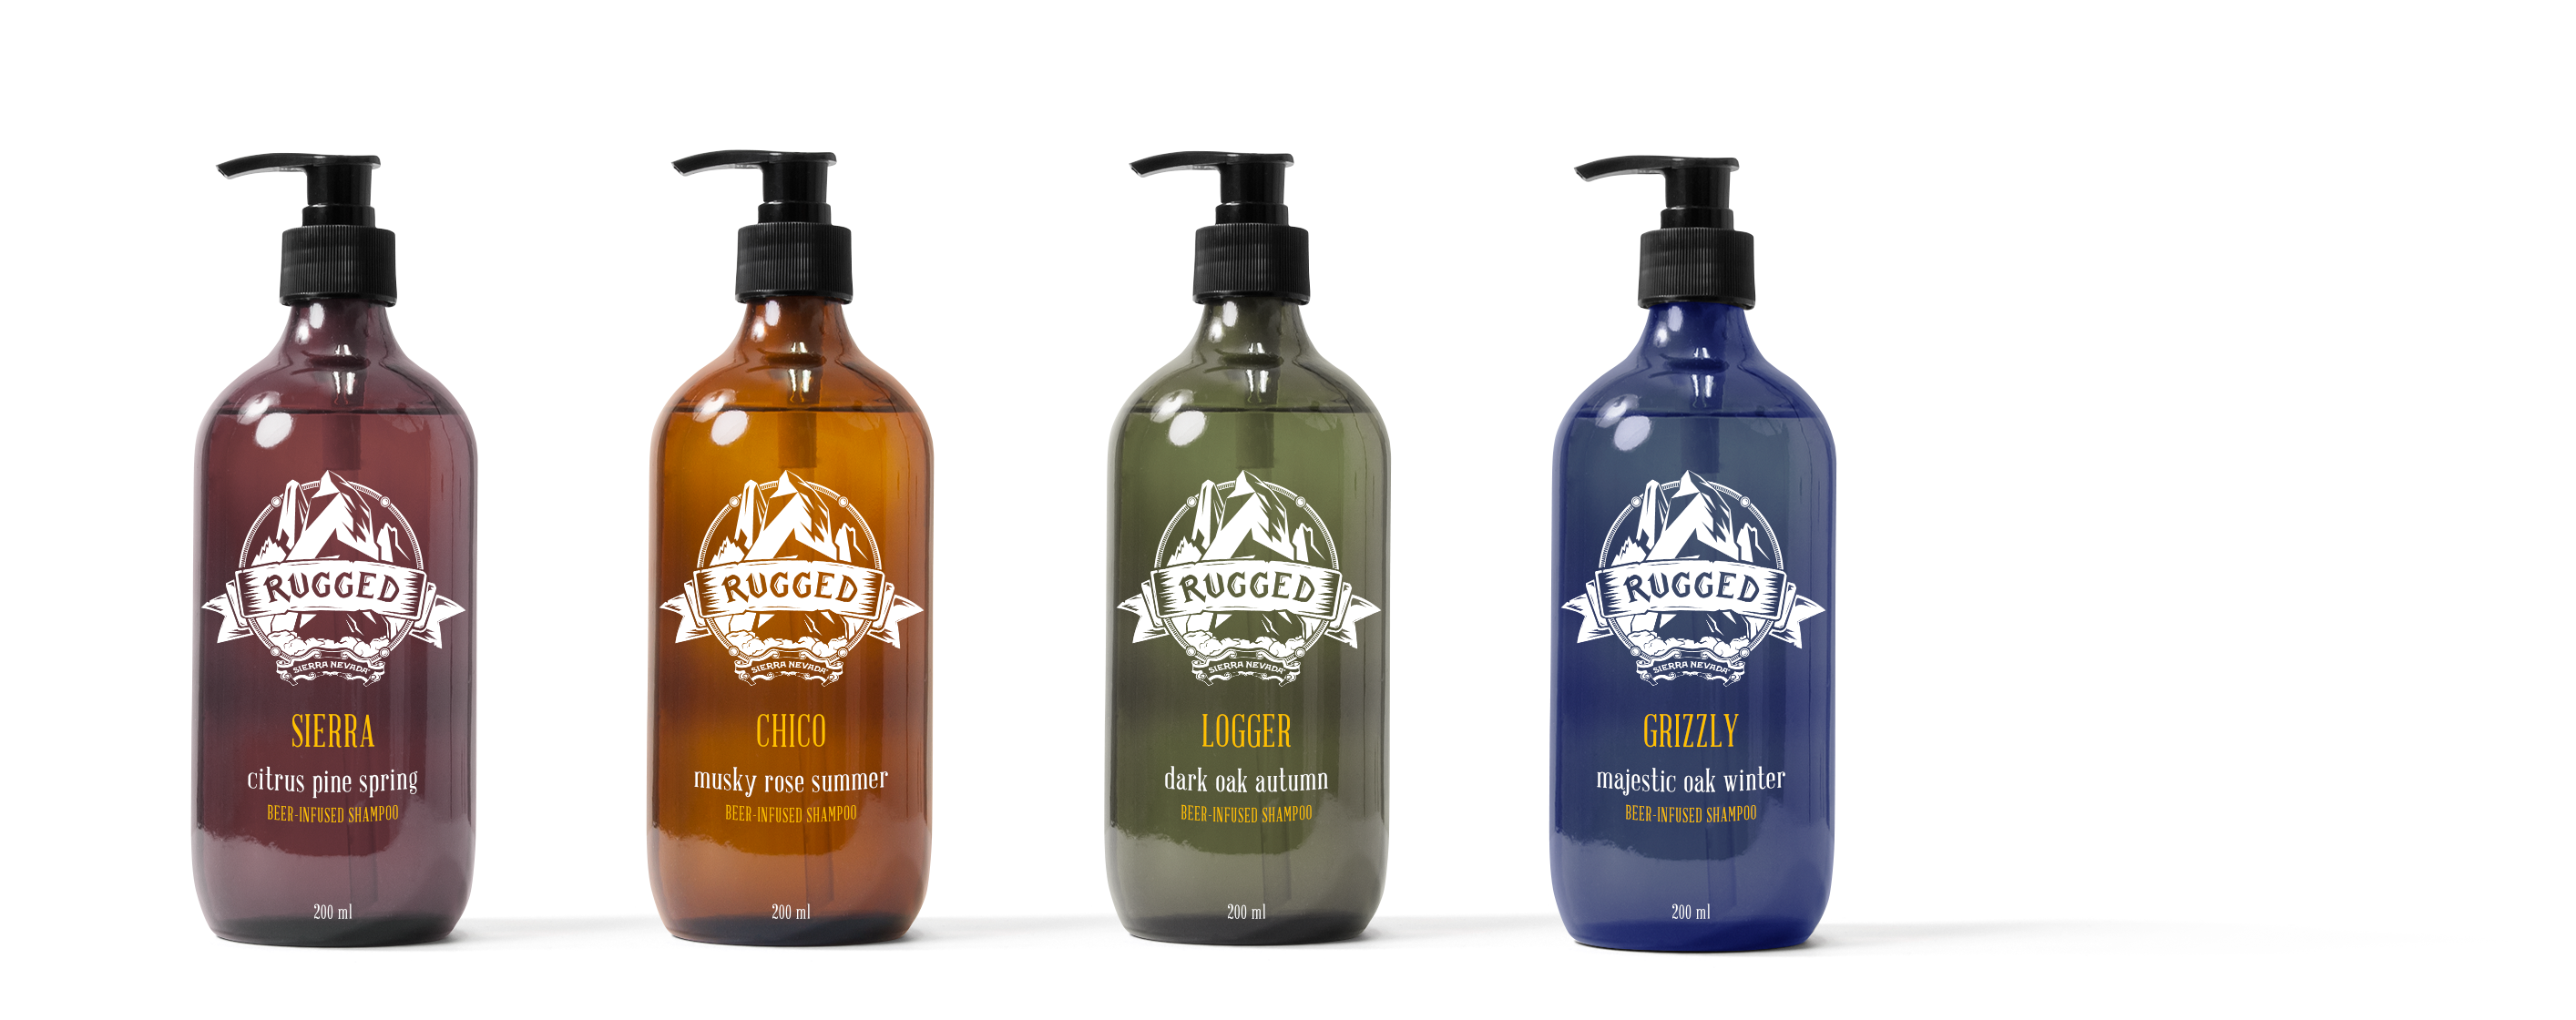 RUGGED
SIERRA NEVADA
SIERRA
citrus pine spring
BEER-INFUSED SHAMPOO
200 ml
RUGGED
SIERRA NEVADA
CHICO
musky rose summer
BEER-INFUSED SHAMPOO
200 ml
RUGGED
SIERRA NEVADA
LOGGER
dark oak autumn
BEER-INFUSED SHAMPOO
200 ml
RUGGED
SIERRA NEVADA
GRIZZLY
majestic oak winter
BEER-INFUSED SHAMPOO
200 ml